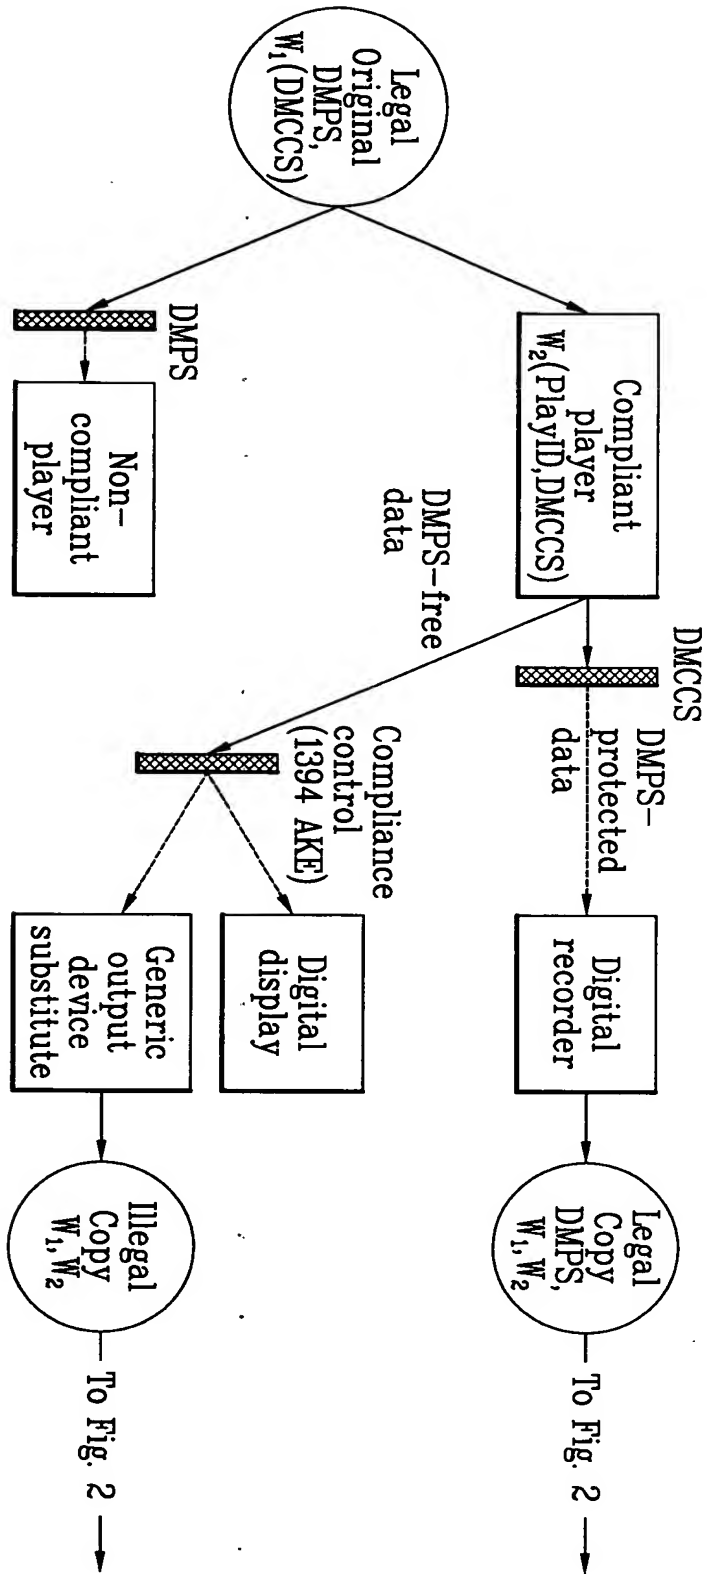 Legal
Original
DMPS,
W₁(DMCCS)
Compliant
player
W₂(PlayID,DMCCS)
DMPS
Non-
compliant
player
DMCCS
DMPS-
protected
data
DMPS-free
data
Compliance
control
(1394 AKE)
Digital
recorder
Digital
display
Generic
output
device
substitute
Legal
Copy
DMPS,
W₁,W₂
Illegal
Copy
W₁,W₂
To Fig. 2
To Fig. 2